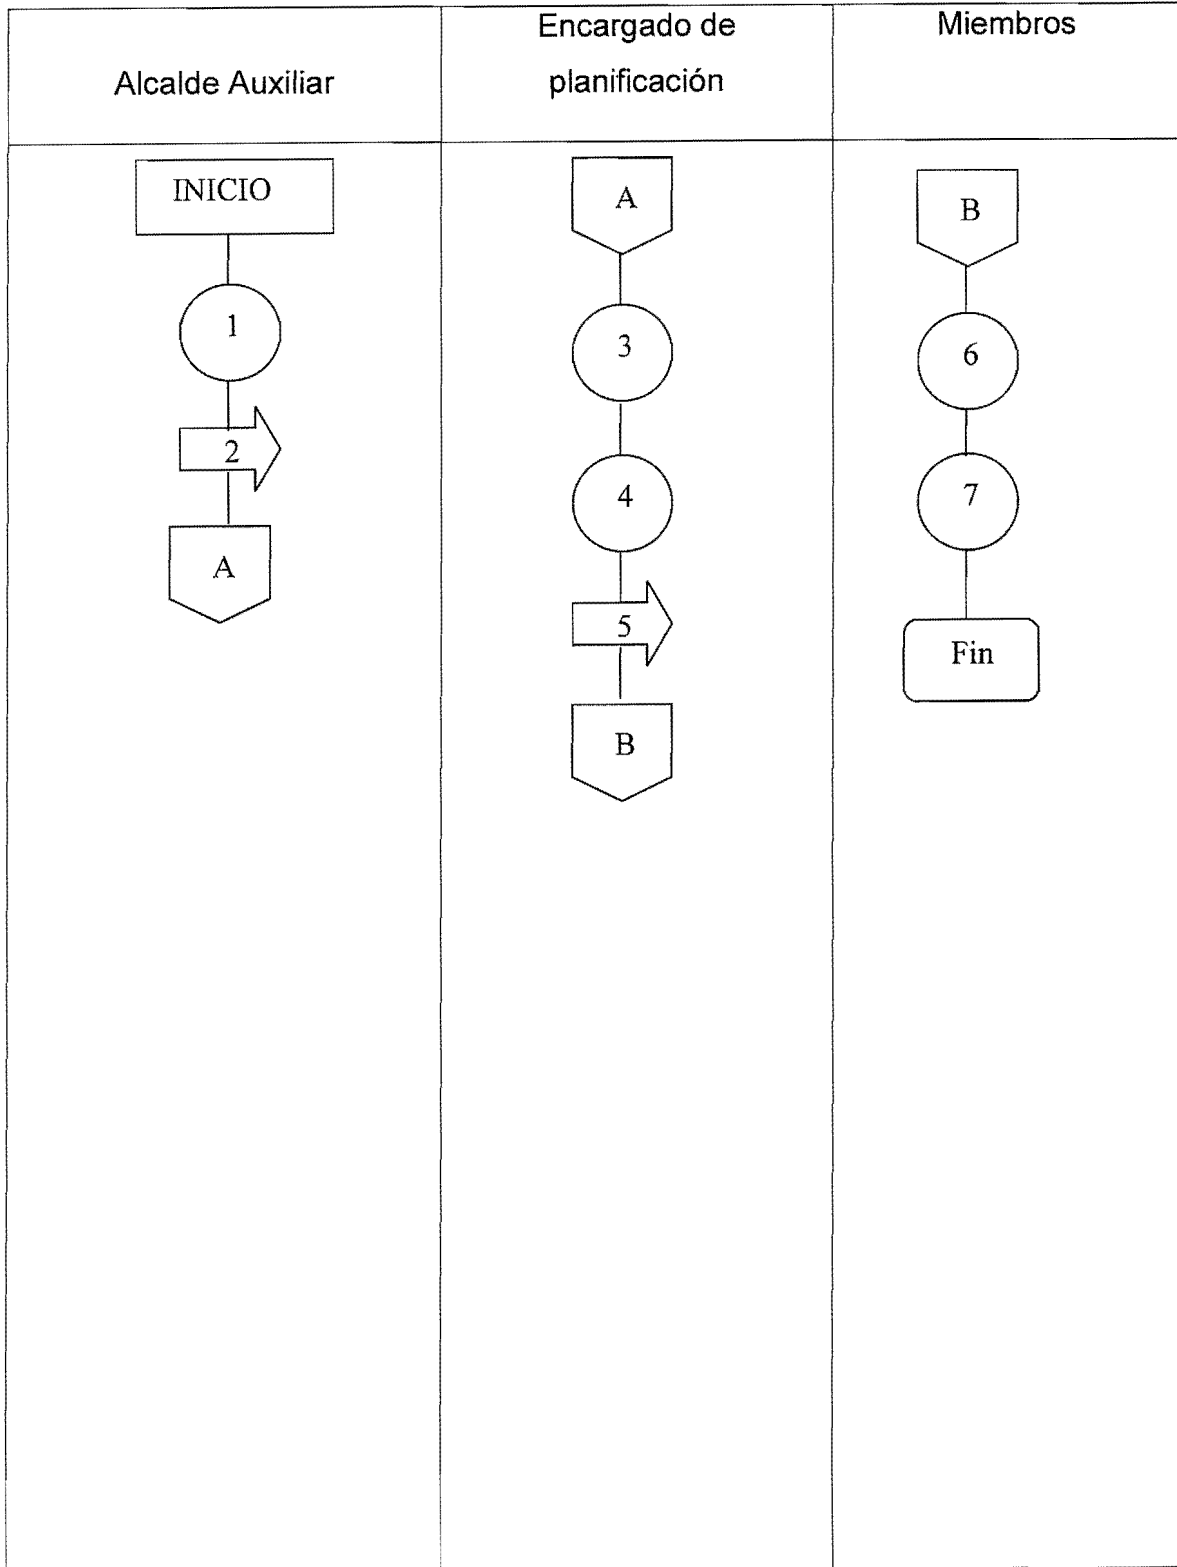 Alcalde Auxiliar
Encargado de
planificación
Miembros
INICIO
1
2
A
A
3
4
5
B
B
6
7
Fin